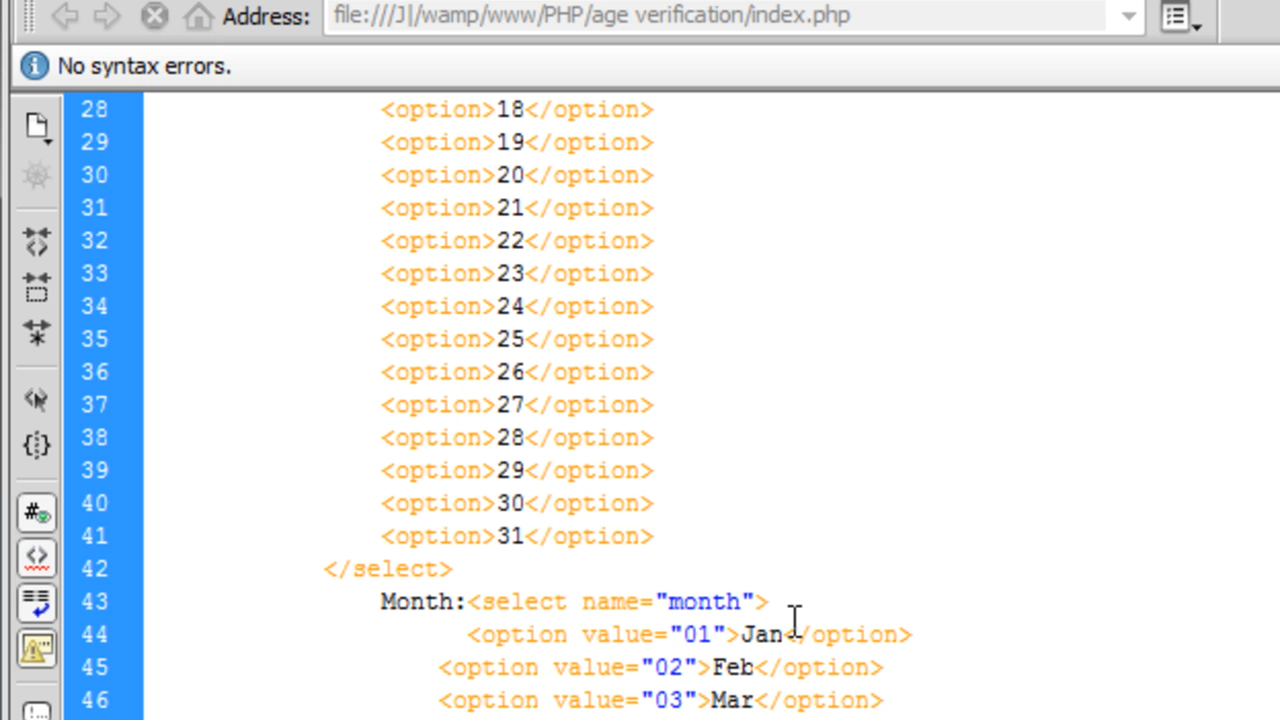 Address: file:///J|/wamp/www/PHP/age verification/index.php
No syntax errors.
28 <option>18</option>
29 <option>19</option>
30 <option>20</option>
31 <option>21</option>
32 <option>22</option>
33 <option>23</option>
34 <option>24</option>
35 <option>25</option>
36 <option>26</option>
37 <option>27</option>
38 <option>28</option>
39 <option>29</option>
40 <option>30</option>
41 <option>31</option>
42 </select>
43 Month:<select name="month">
44 <option value="01">Jan</option>
45 <option value="02">Feb</option>
46 <option value="03">Mar</option>